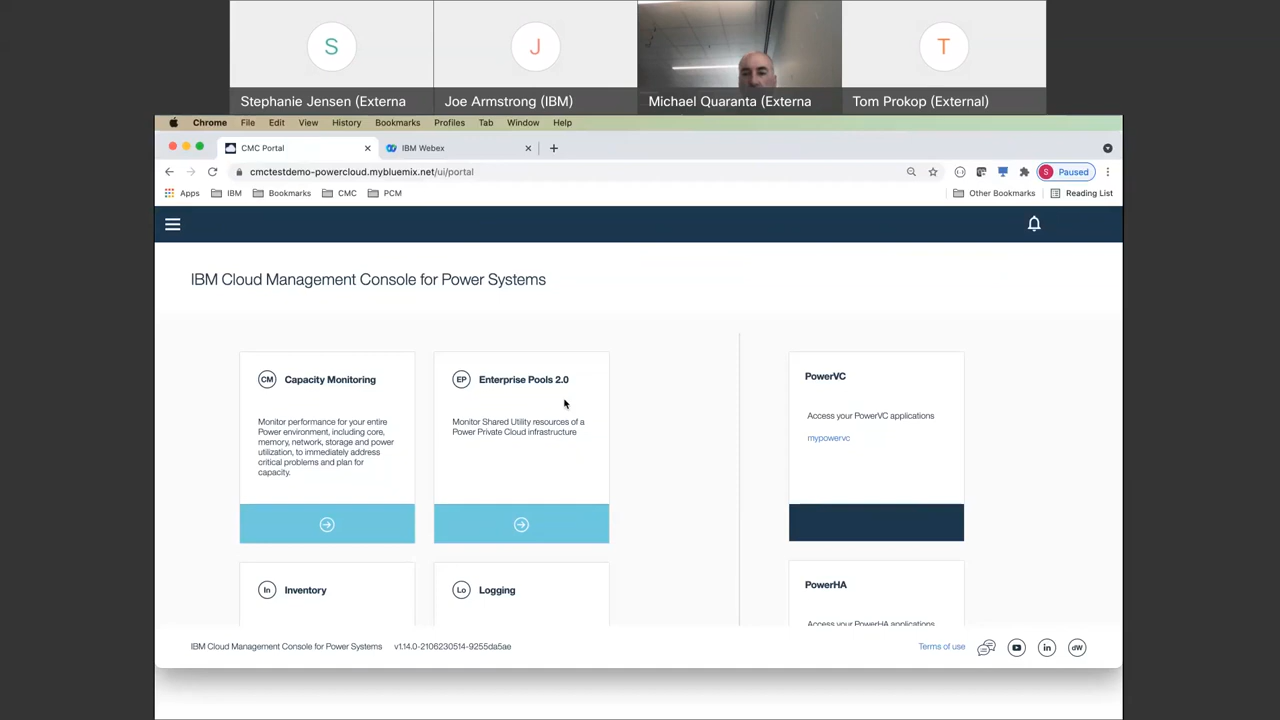 S
J
T
Stephanie Jensen (Externa
Joe Armstrong (IBM)
Michael Quaranta (Externa
Tom Prokop (External)
Chrome File Edit View History Bookmarks Profiles Tab Window Help
CMC Portal
IBM Webex
cmctestdemo-powercloud.mybluemix.net/ui/portal
S Paused
Apps IBM Bookmarks CMC PCM Other Bookmarks Reading List
IBM Cloud Management Console for Power Systems
CM Capacity Monitoring
Monitor performance for your entire
Power environment, including core,
memory, network, storage and power
utilization, to immediately address
critical problems and plan for
capacity.
EP Enterprise Pools 2.0
Monitor Shared Utility resources of a
Power Private Cloud infrastructure
PowerVC
Access your PowerVC applications
mypowervc
In Inventory
Lo Logging
PowerHA
Access your PowerHA applications
IBM Cloud Management Console for Power Systems v1.14.0-2106230514-9255da5ae
Terms of use
in
dW